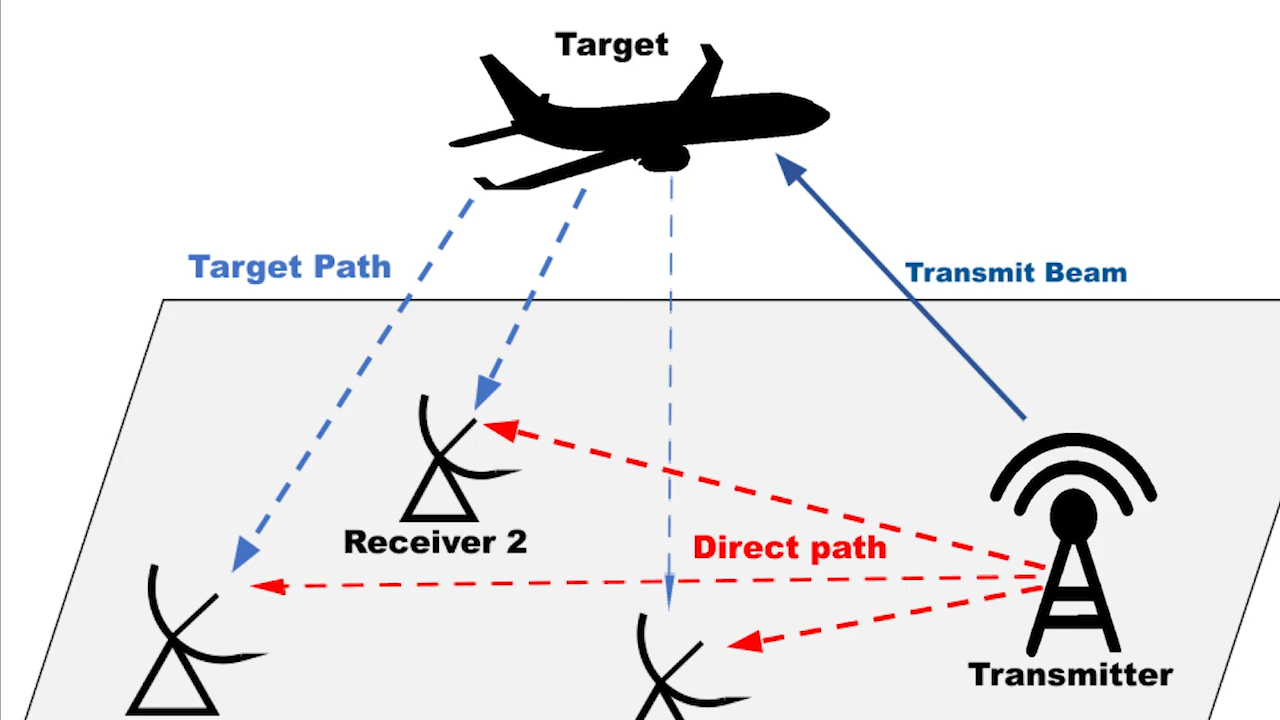 Target
Target Path
Transmit Beam
Receiver 2
Direct path
Transmitter